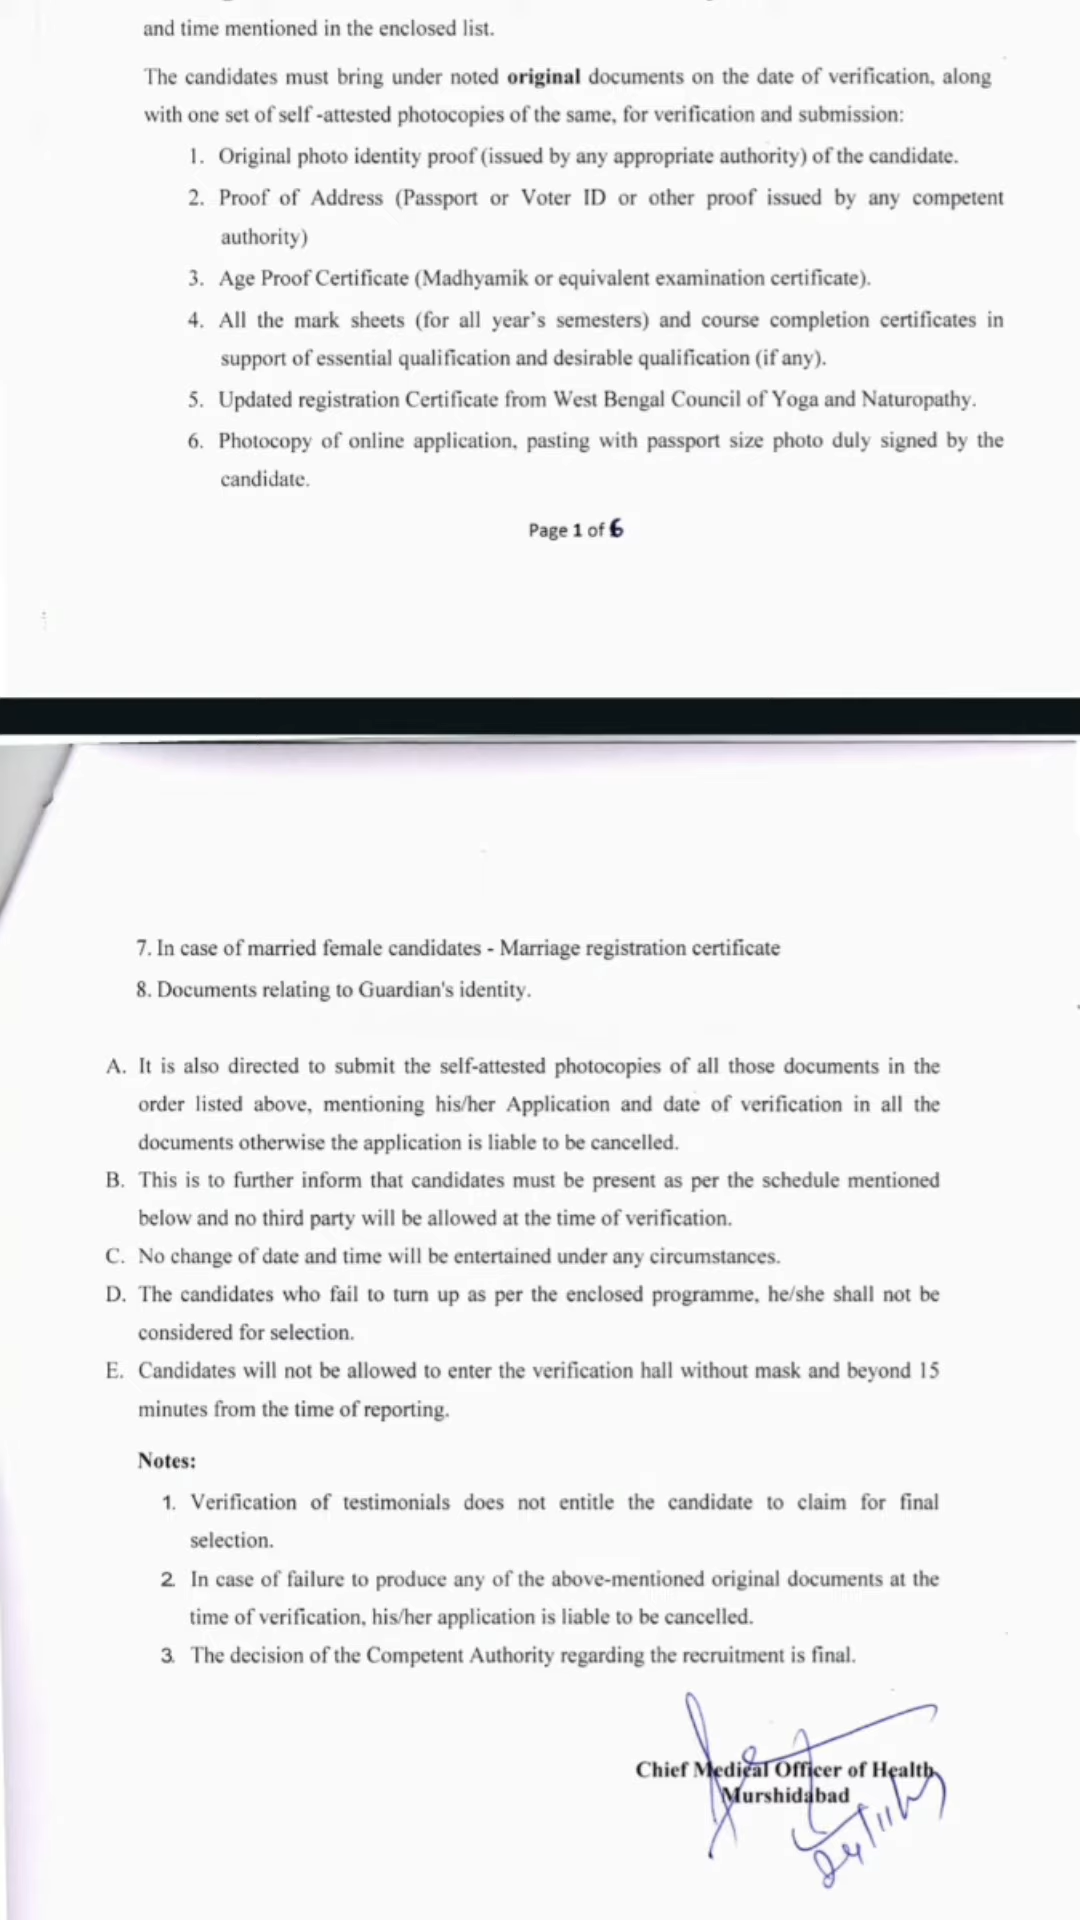 and time mentioned in the enclosed list.
The candidates must bring under noted original documents on the date of verification, along
with one set of self -attested photocopies of the same, for verification and submission:
1. Original photo identity proof (issued by any appropriate authority) of the candidate.
2. Proof of Address (Passport or Voter ID or other proof issued by any competent
authority)
3. Age Proof Certificate (Madhyamik or equivalent examination certificate).
4. All the mark sheets (for all year's semesters) and course completion certificates in
support of essential qualification and desirable qualification (if any).
5. Updated registration Certificate from West Bengal Council of Yoga and Naturopathy.
6. Photocopy of online application, pasting with passport size photo duly signed by the
candidate.
Page 1 of 6
7. In case of married female candidates - Marriage registration certificate
8. Documents relating to Guardian's identity.
A. It is also directed to submit the self-attested photocopies of all those documents in the
order listed above, mentioning his/her Application and date of verification in all the
documents otherwise the application is liable to be cancelled.
B. This is to further inform that candidates must be present as per the schedule mentioned
below and no third party will be allowed at the time of verification.
C. No change of date and time will be entertained under any circumstances.
D. The candidates who fail to turn up as per the enclosed programme, he/she shall not be
considered for selection.
E. Candidates will not be allowed to enter the verification hall without mask and beyond 15
minutes from the time of reporting.
Notes:
1. Verification of testimonials does not entitle the candidate to claim for final
selection.
2. In case of failure to produce any of the above-mentioned original documents at the
time of verification, his/her application is liable to be cancelled.
3. The decision of the Competent Authority regarding the recruitment is final.
Chief Medical Officer of Health
Murshidabad